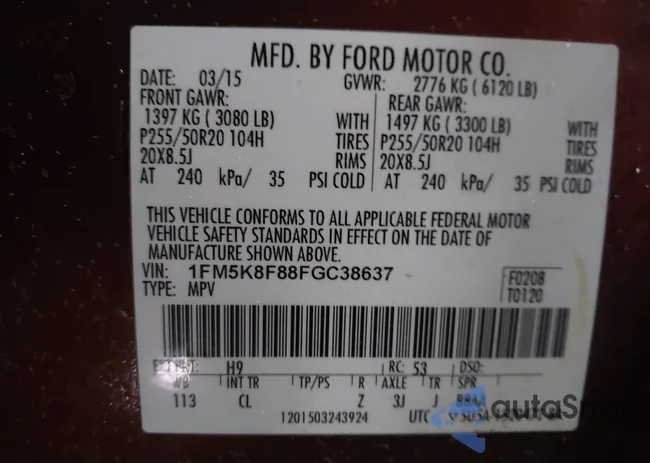 MFD. BY FORD MOTOR CO.
DATE: 03/15 GVWR: 2776 KG ( 6120 LB)
FRONT GAWR: REAR GAWR:
1397 KG ( 3080 LB) WITH 1497 KG ( 3300 LB) WITH
P255/50R20 104H TIRES P255/50R20 104H TIRES
20X8.5J RIMS 20X8.5J RIMS
AT 240 kPa/ 35 PSI COLD AT 240 kPa/ 35 PSI COLD
THIS VEHICLE CONFORMS TO ALL APPLICABLE FEDERAL MOTOR
VEHICLE SAFETY STANDARDS IN EFFECT ON THE DATE OF
MANUFACTURE SHOWN ABOVE.
VIN: 1FM5K8F88FGC38637 F0208
TYPE: MPV T0120
EXT PNT: H9 RC: 53 DSO:
WB INT TR TP/PS R AXLE TR SPR
113 CL Z 3J J BBAA
1201503243924 UTC